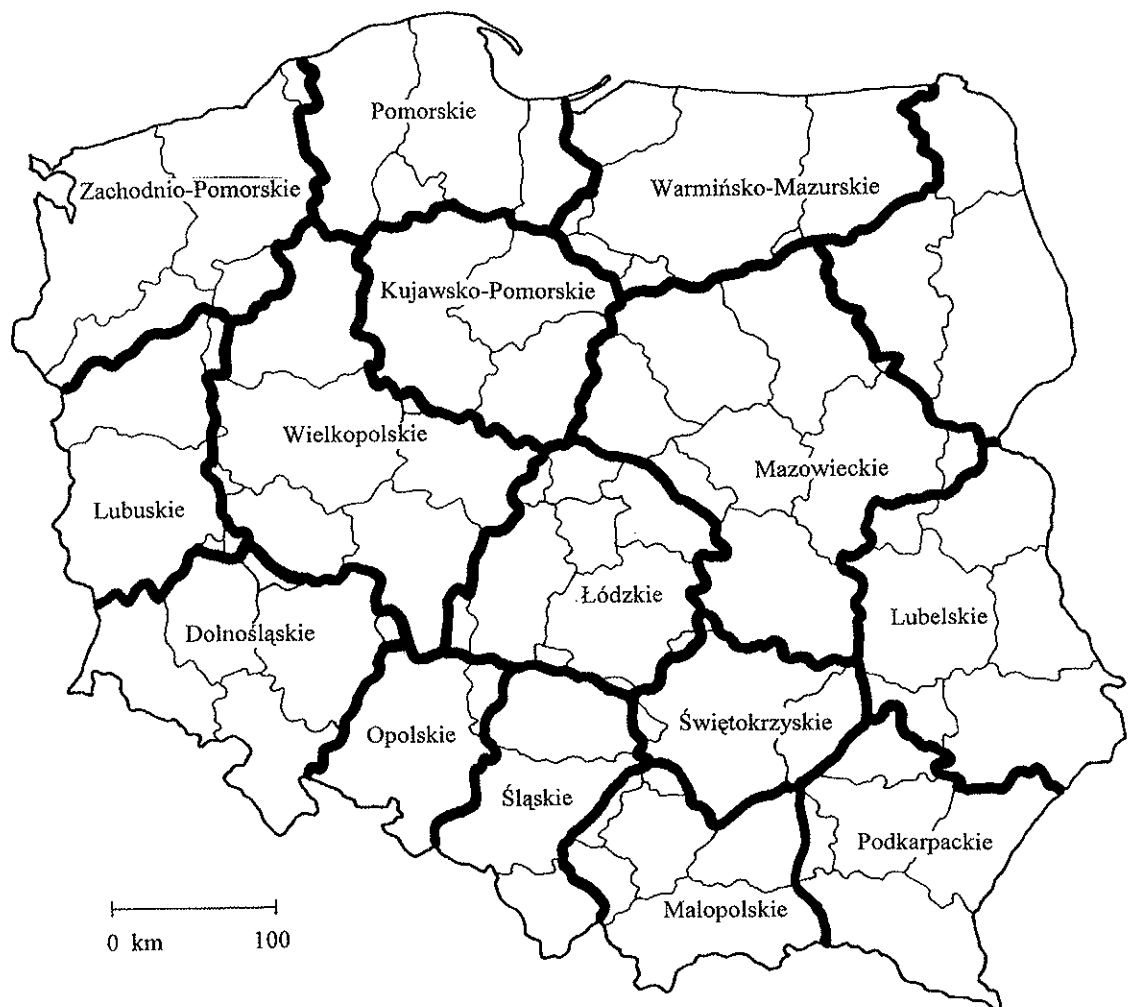 Pomorskie
Zachodnio-Pomorskie
Warmińsko-Mazurskie
Kujawsko-Pomorskie
Wielkopolskie
Mazowieckie
Lubuskie
Łódzkie
Lubelskie
Dolnośląskie
Świętokrzyskie
Opolskie
Śląskie
Podkarpackie
Małopolskie
0 km 100